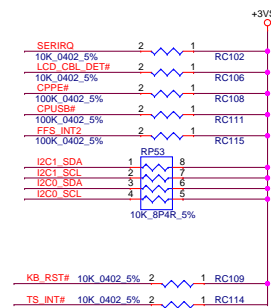 +3VS
SERIRQ 2 1
10K_0402_5% RC102
LCD_CBL_DET# 2 1
10K_0402_5% RC106
CPPE# 2 1
100K_0402_5% RC108
CPUSB# 2 1
100K_0402_5% RC111
FFS_INT2 2 1
100K_0402_5% RC115
RP53
I2C1_SDA 1 8
I2C1_SCL 2 7
I2C0_SDA 3 6
I2C0_SCL 4 5
10K_8P4R_5%
KB_RST# 10K_0402_5% 2 1 RC109
TS_INT# 10K_0402_5% 2 1 RC114